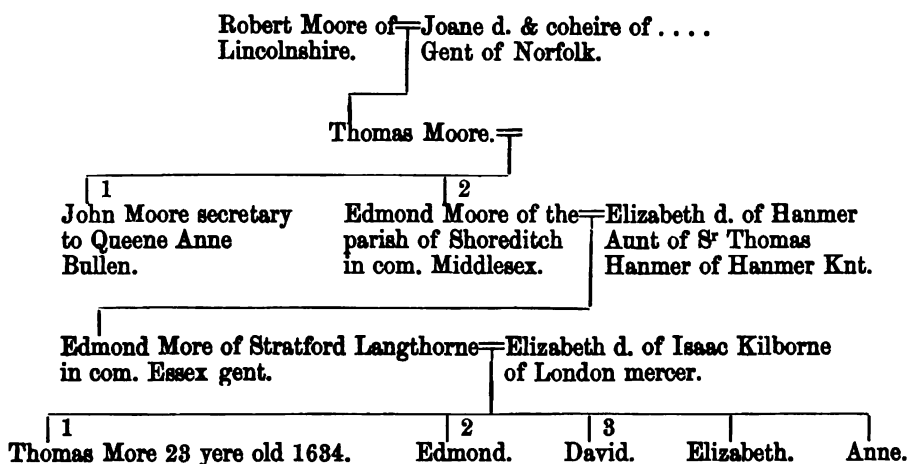 Robert Moore of Joane d. & coheire of ....
Lincolnshire. Gent of Norfolk.
Thomas Moore.
1 2
John Moore secretary Edmond Moore of the Elizabeth d. of Hanmer
to Queene Anne parish of Shoreditch Aunt of Sr Thomas
Bullen. in com. Middlesex. Hanmer of Hanmer Knt.
Edmond More of Stratford Langthorne Elizabeth d. of Isaac Kilborne
in com. Essex gent. of London mercer.
1 2 3
Thomas More 23 yere old 1634. Edmond. David. Elizabeth. Anne.